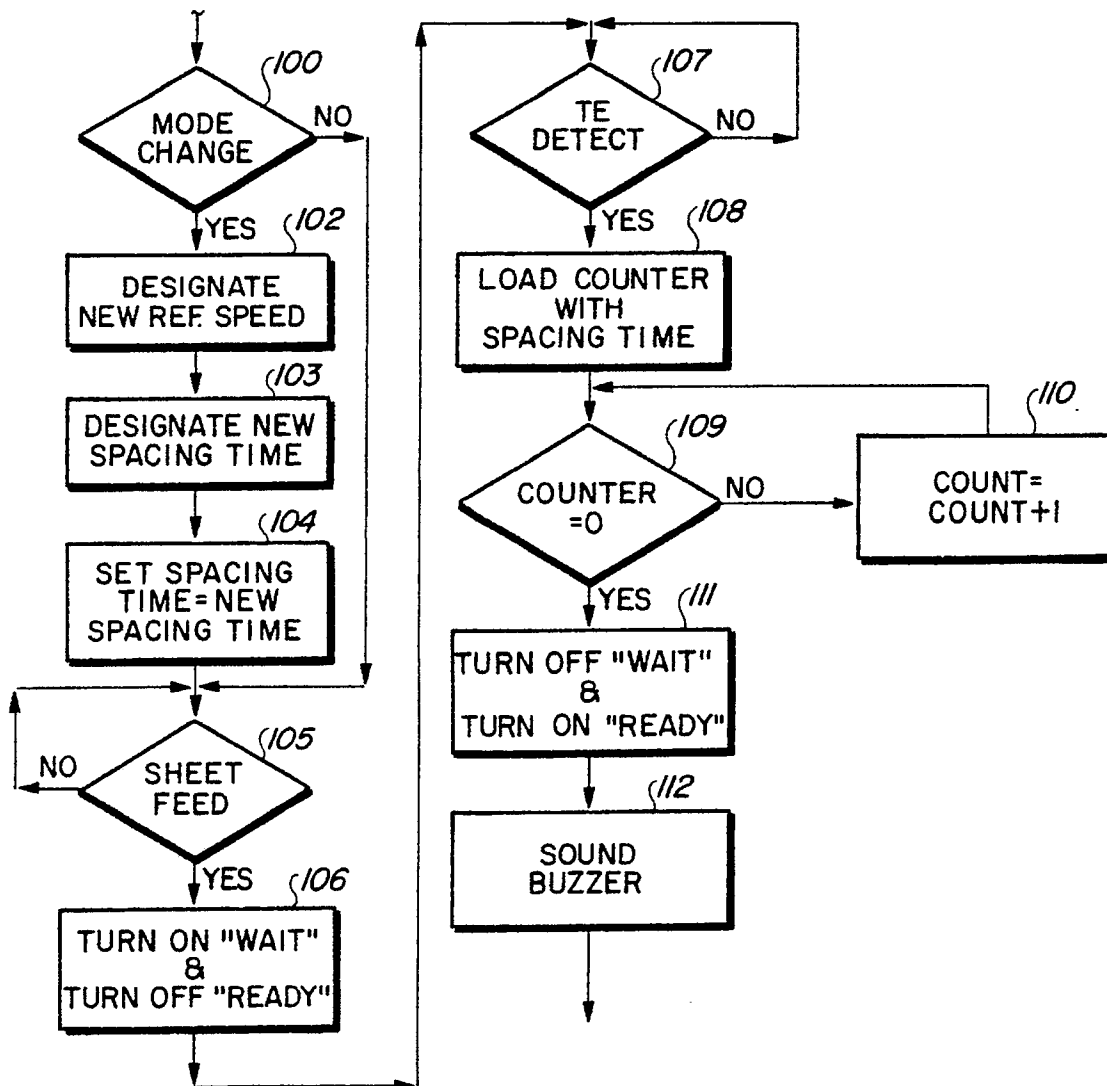 100
MODE
CHANGE
NO
YES
102
DESIGNATE
NEW REF. SPEED
103
DESIGNATE NEW
SPACING TIME
104
SET SPACING
TIME=NEW
SPACING TIME
105
SHEET
FEED
NO
YES
106
TURN ON "WAIT"
&
TURN OFF "READY"
107
TE
DETECT
NO
YES
108
LOAD COUNTER
WITH
SPACING TIME
109
COUNTER
=0
NO
110
COUNT=
COUNT+1
YES
111
TURN OFF "WAIT"
&
TURN ON "READY"
112
SOUND
BUZZER